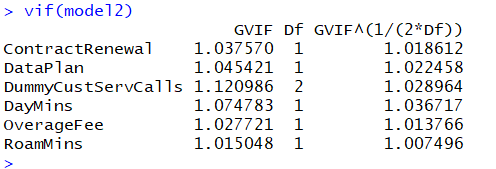 > vif(model2)
GVIF Df GVIF^(1/(2*Df))
ContractRenewal 1.037570 1 1.018612
DataPlan 1.045421 1 1.022458
DummyCustServCalls 1.120986 2 1.028964
DayMins 1.074783 1 1.036717
OverageFee 1.027721 1 1.013766
RoamMins 1.015048 1 1.007496
>